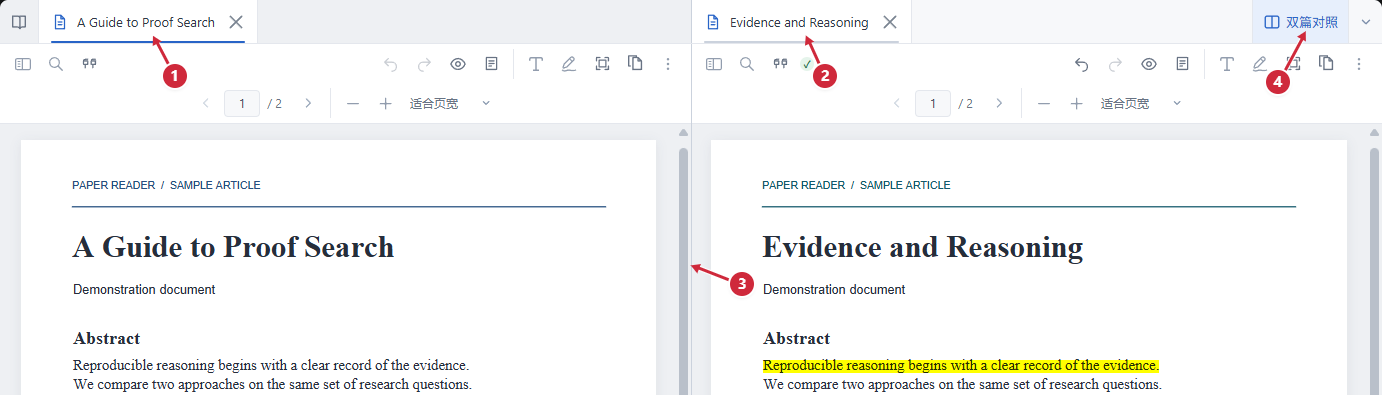 A Guide to Proof Search
Evidence and Reasoning
双篇对照
1
2
4
1 / 2
适合页宽
1 / 2
适合页宽
PAPER READER / SAMPLE ARTICLE
A Guide to Proof Search
Demonstration document
Abstract
Reproducible reasoning begins with a clear record of the evidence.
We compare two approaches on the same set of research questions.
3
PAPER READER / SAMPLE ARTICLE
Evidence and Reasoning
Demonstration document
Abstract
Reproducible reasoning begins with a clear record of the evidence.
We compare two approaches on the same set of research questions.